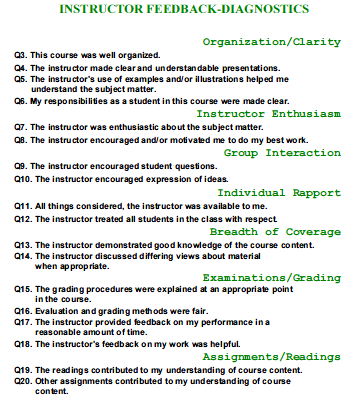 INSTRUCTOR FEEDBACK-DIAGNOSTICS
Organization/Clarity
Q3. This course was well organized.
Q4. The instructor made clear and understandable presentations.
Q5. The instructor's use of examples and/or illustrations helped me
understand the subject matter.
Q6. My responsibilities as a student in this course were made clear.
Instructor Enthusiasm
Q7. The instructor was enthusiastic about the subject matter.
Q8. The instructor encouraged and/or motivated me to do my best work.
Group Interaction
Q9. The instructor encouraged student questions.
Q10. The instructor encouraged expression of ideas.
Individual Rapport
Q11. All things considered, the instructor was available to me.
Q12. The instructor treated all students in the class with respect.
Breadth of Coverage
Q13. The instructor demonstrated good knowledge of the course content.
Q14. The instructor discussed differing views about material
when appropriate.
Examinations/Grading
Q15. The grading procedures were explained at an appropriate point
in the course.
Q16. Evaluation and grading methods were fair.
Q17. The instructor provided feedback on my performance in a
reasonable amount of time.
Q18. The instructor's feedback on my work was helpful.
Assignments/Readings
Q19. The readings contributed to my understanding of course content.
Q20. Other assignments contributed to my understanding of course
content.